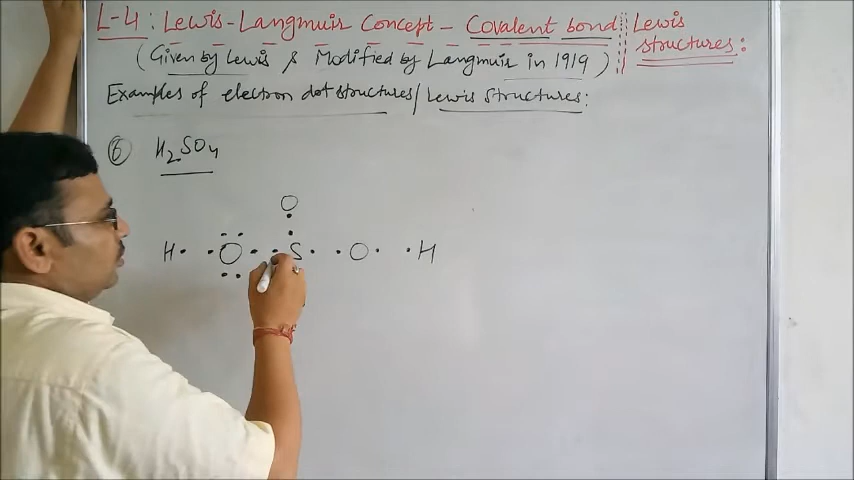 L-4: Lewis-Langmuir Concept - Covalent bond
Lewis structures:
(Given by Lewis & Modified by Langmuir in 1919)
Examples of electron dot structures/Lewis structures:
⑥ H₂SO₄
O
H· ·O· ·S· ·O· ·H